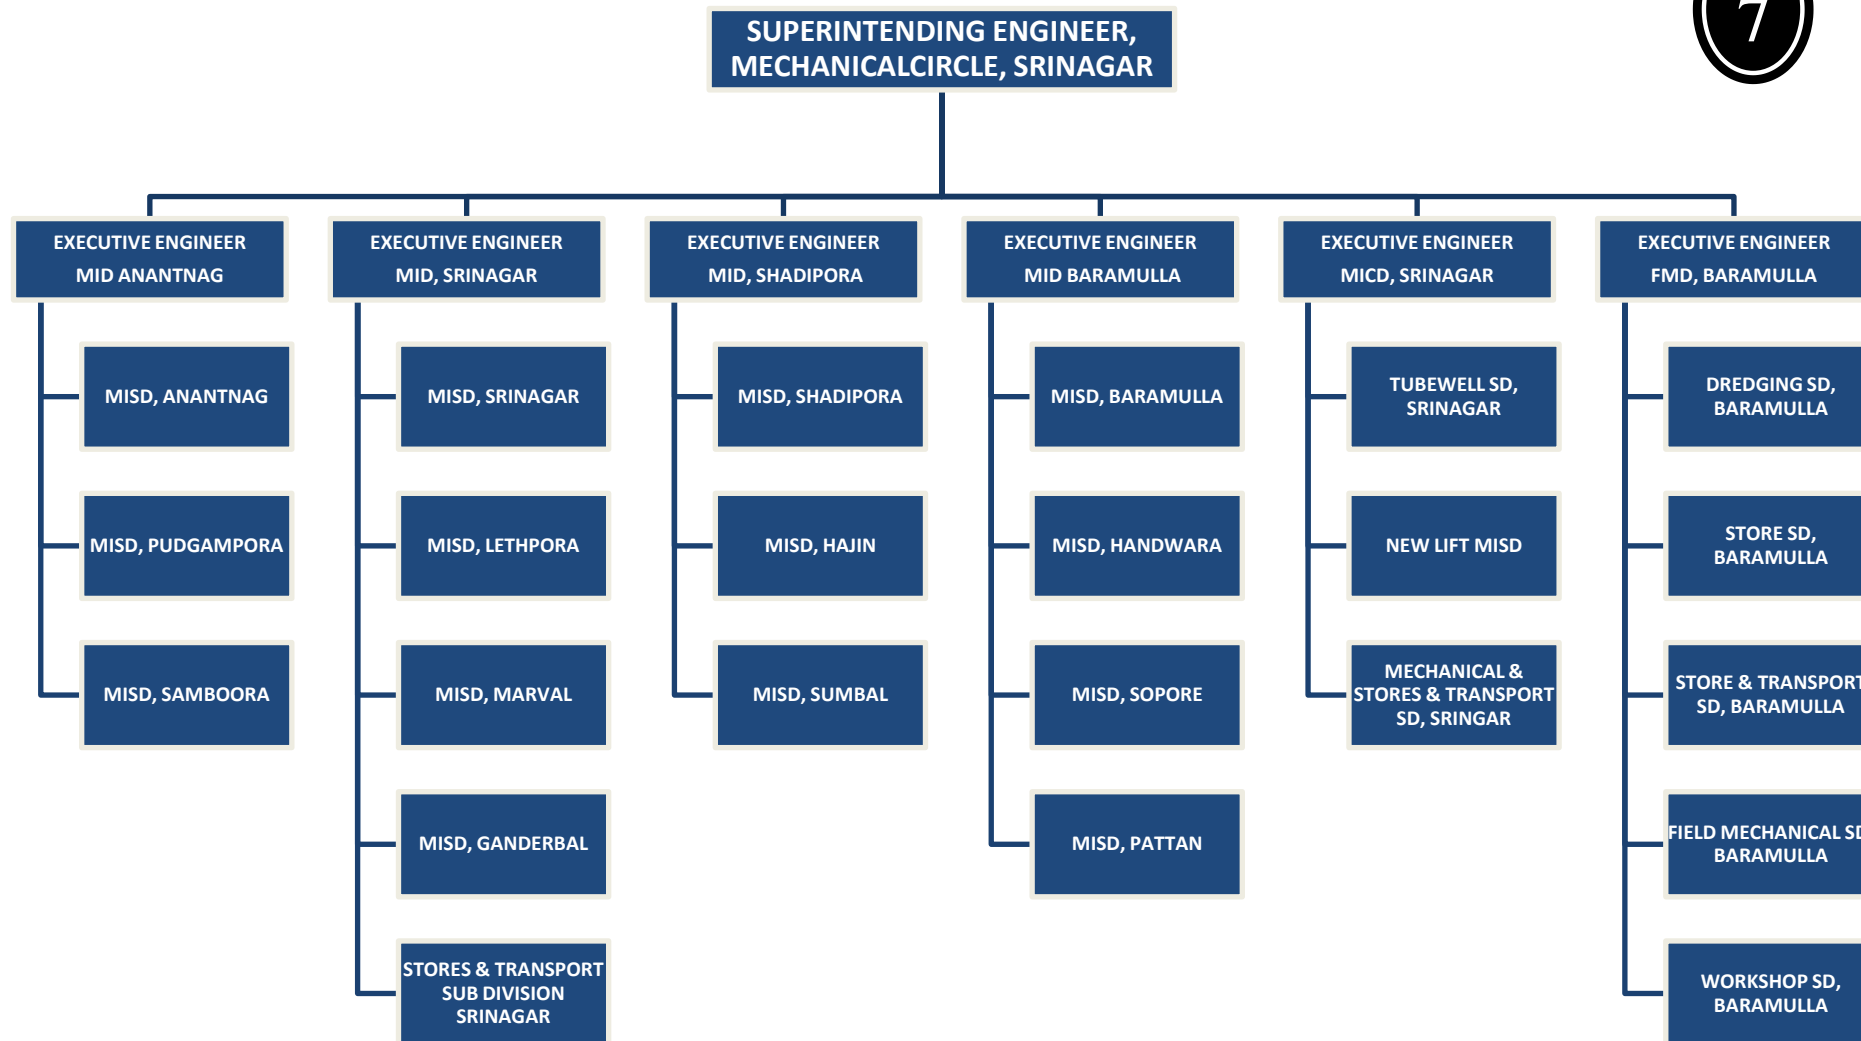 7
SUPERINTENDING ENGINEER,
MECHANICALCIRCLE, SRINAGAR
EXECUTIVE ENGINEER
MID ANANTNAG
MISD, ANANTNAG
MISD, PUDGAMPORA
MISD, SAMBOORA
EXECUTIVE ENGINEER
MID, SRINAGAR
MISD, SRINAGAR
MISD, LETHPORA
MISD, MARVAL
MISD, GANDERBAL
STORES & TRANSPORT
SUB DIVISION
SRINAGAR
EXECUTIVE ENGINEER
MID, SHADIPORA
MISD, SHADIPORA
MISD, HAJIN
MISD, SUMBAL
EXECUTIVE ENGINEER
MID BARAMULLA
MISD, BARAMULLA
MISD, HANDWARA
MISD, SOPORE
MISD, PATTAN
EXECUTIVE ENGINEER
MICD, SRINAGAR
TUBEWELL SD,
SRINAGAR
NEW LIFT MISD
MECHANICAL &
STORES & TRANSPORT
SD, SRINGAR
EXECUTIVE ENGINEER
FMD, BARAMULLA
DREDGING SD,
BARAMULLA
STORE SD,
BARAMULLA
STORE & TRANSPORT
SD, BARAMULLA
FIELD MECHANICAL SD
BARAMULLA
WORKSHOP SD,
BARAMULLA